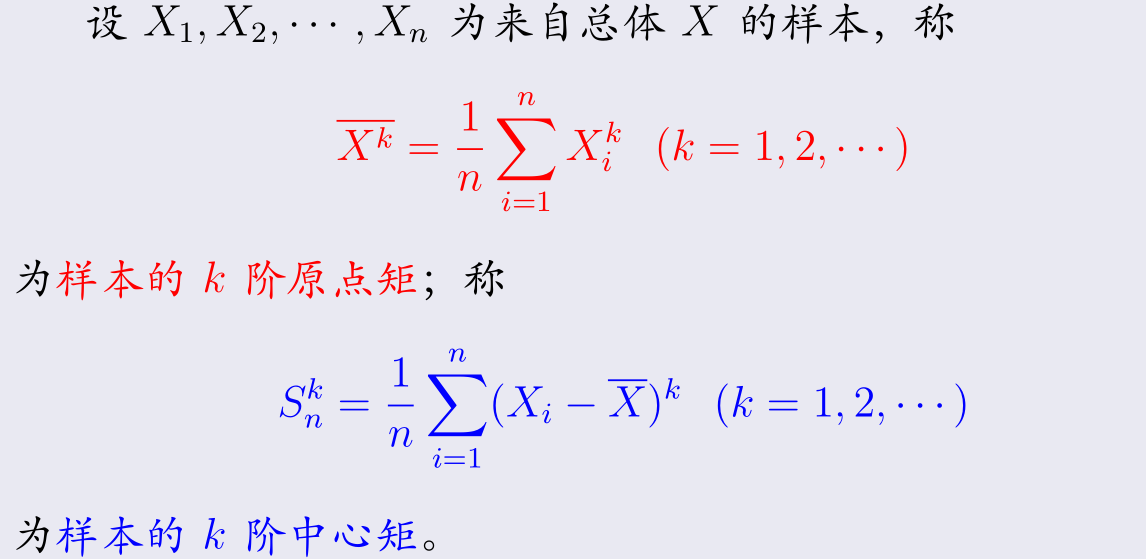 设 $X_1, X_2, \cdots, X_n$ 为来自总体 $X$ 的样本，称
$\overline{X^k} = \frac{1}{n} \sum_{i=1}^{n} X_i^k \quad (k = 1, 2, \cdots)$
为样本的 $k$ 阶原点矩；称
$S_n^k = \frac{1}{n} \sum_{i=1}^{n} (X_i - \overline{X})^k \quad (k = 1, 2, \cdots)$
为样本的 $k$ 阶中心矩。